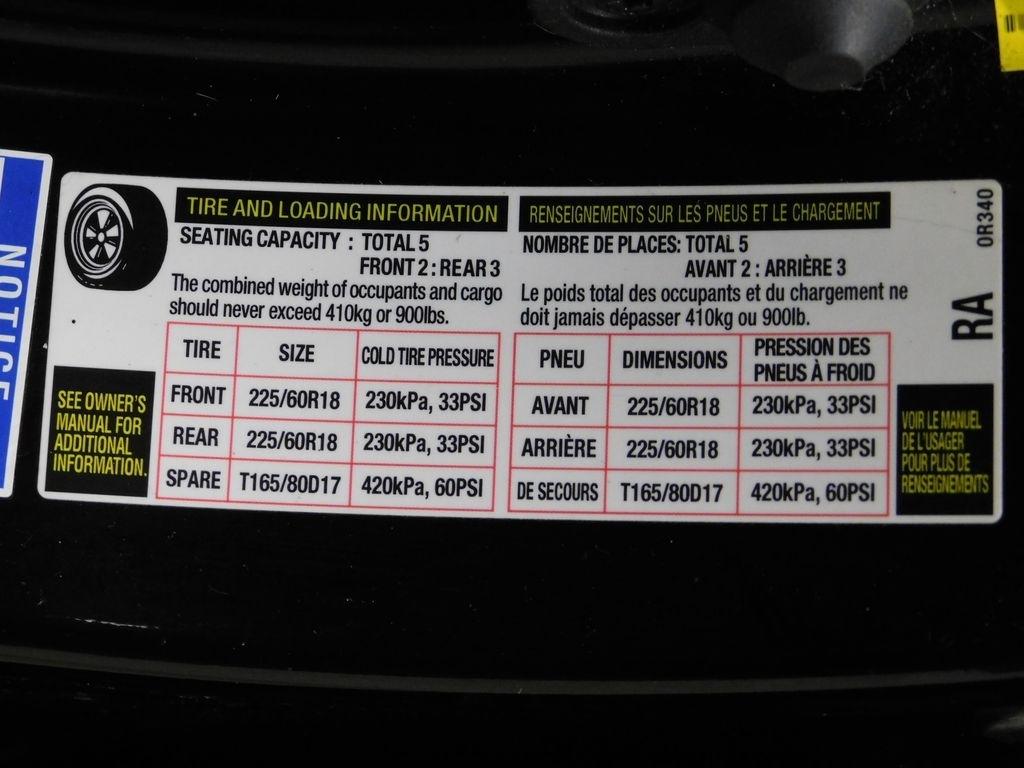 NOTICE
TIRE AND LOADING INFORMATION
SEATING CAPACITY : TOTAL 5
FRONT 2 : REAR 3
The combined weight of occupants and cargo
should never exceed 410kg or 900lbs.
TIRE SIZE COLD TIRE PRESSURE
FRONT 225/60R18 230kPa, 33PSI
REAR 225/60R18 230kPa, 33PSI
SPARE T165/80D17 420kPa, 60PSI
SEE OWNER'S
MANUAL FOR
ADDITIONAL
INFORMATION.
RENSEIGNEMENTS SUR LES PNEUS ET LE CHARGEMENT
NOMBRE DE PLACES: TOTAL 5
AVANT 2 : ARRIÈRE 3
Le poids total des occupants et du chargement ne
doit jamais dépasser 410kg ou 900lb.
PNEU DIMENSIONS PRESSION DES
PNEUS À FROID
AVANT 225/60R18 230kPa, 33PSI
ARRIÈRE 225/60R18 230kPa, 33PSI
DE SECOURS T165/80D17 420kPa, 60PSI
VOIR LE MANUEL
DE L'USAGER
POUR PLUS DE
RENSEIGNEMENTS
0R340
RA